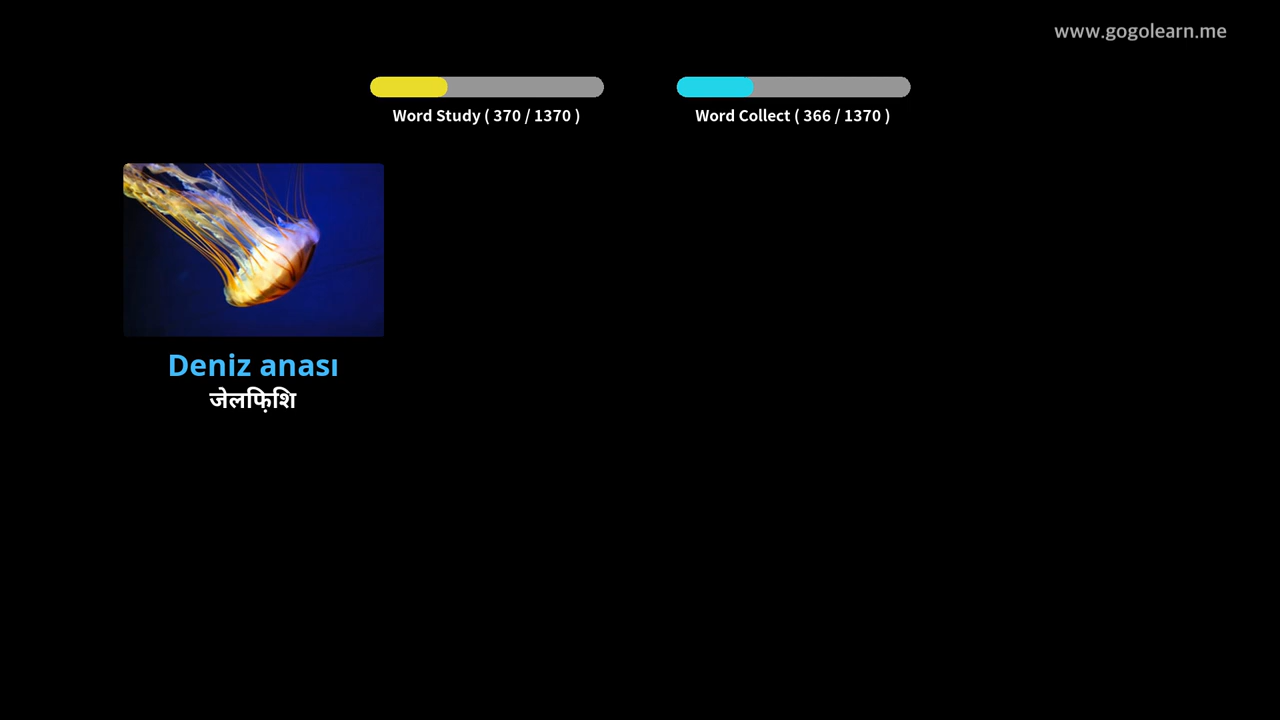 www.gogolearn.me
Word Study ( 370 / 1370 )
Word Collect ( 366 / 1370 )
Deniz anası
जेलफ़िशि